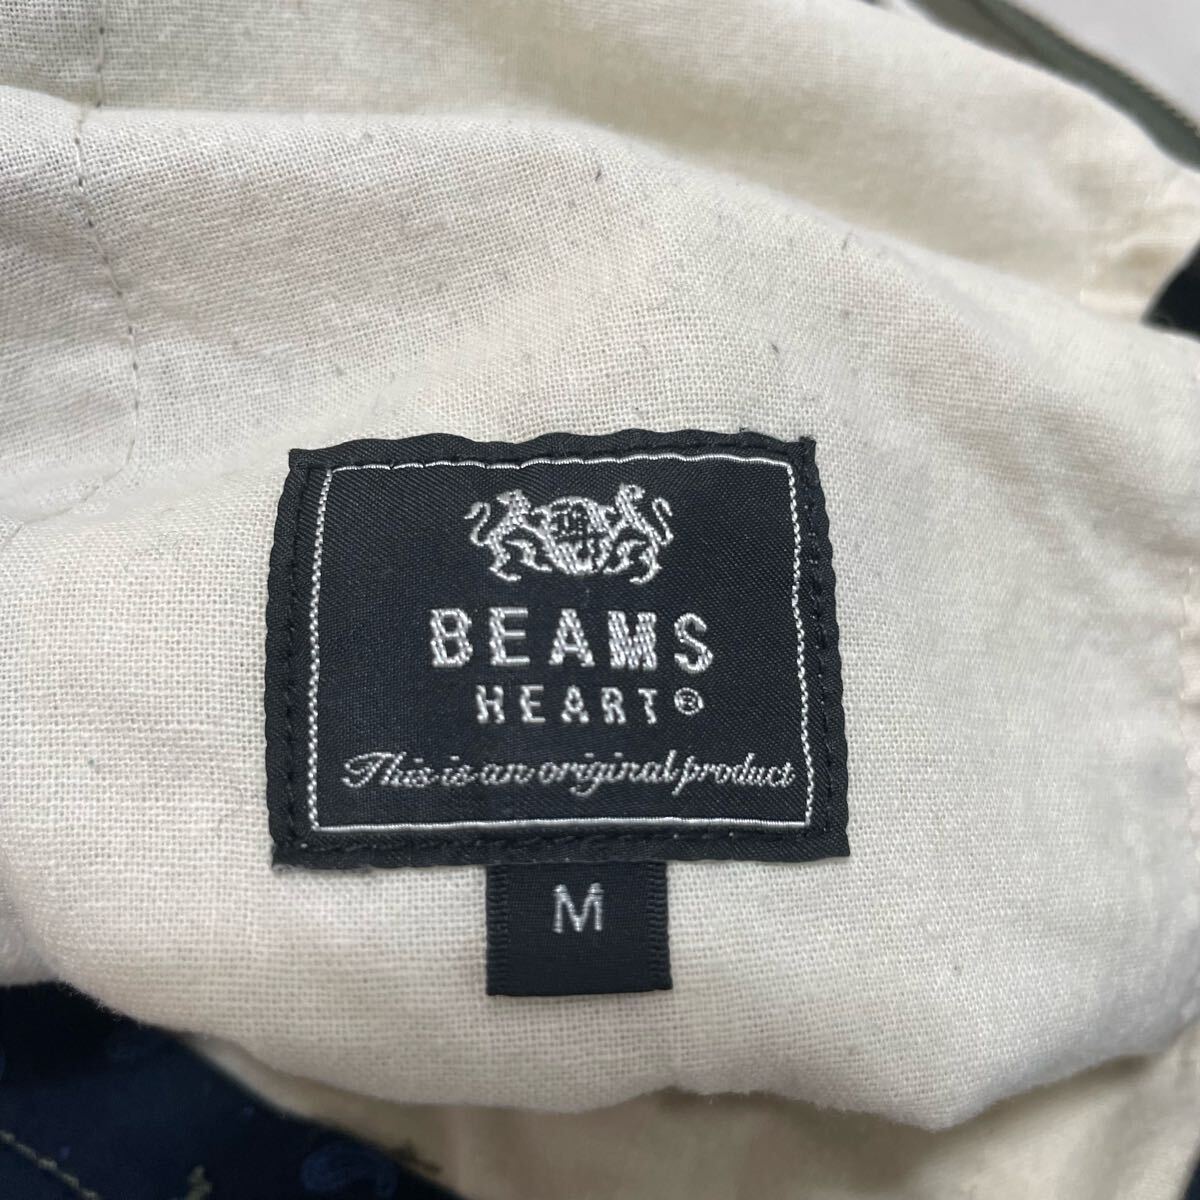 BEAMS
HEART®
This is an original product
M